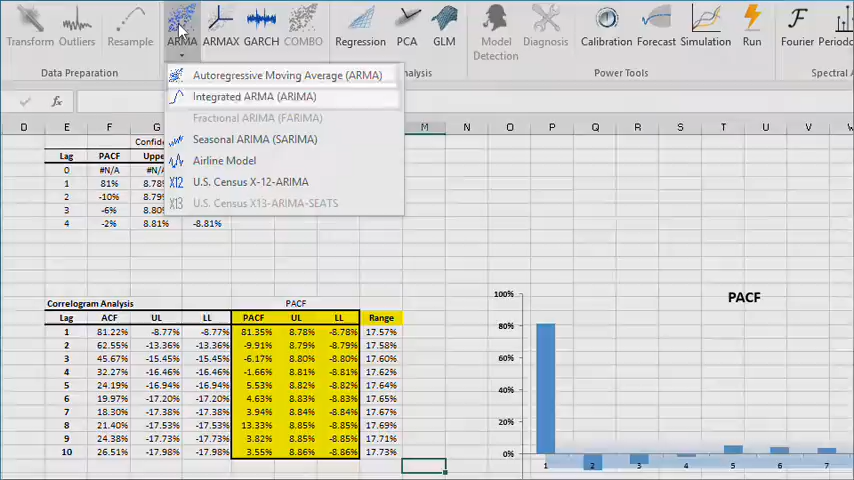 Transform Outliers Resample ARMA ARMAX GARCH COMBO Regression PCA GLM Model Detection Diagnosis Calibration Forecast Simulation Run Fourier
Data Preparation Power Tools
Autoregressive Moving Average (ARMA)
Integrated ARMA (ARIMA)
Fractional ARIMA (FARIMA)
Seasonal ARIMA (SARIMA)
Airline Model
X12 U.S. Census X-12-ARIMA
X13 U.S. Census X13-ARIMA-SEATS
fx
D E F G M N O P Q R S T U V
Lag PACF
0 #N/A #N/A
1 81% 8.78%
2 -10% 8.79%
3 -6% 8.80%
4 -2% 8.81% -8.81%
Correlogram Analysis PACF
Lag ACF UL LL PACF UL LL Range
1 81.22% -8.77% -8.77% 81.35% 8.78% -8.78% 17.57%
2 62.55% -13.36% -13.36% -9.91% 8.79% -8.79% 17.58%
3 45.67% -15.45% -15.45% -6.17% 8.80% -8.80% 17.60%
4 32.27% -16.46% -16.46% -1.66% 8.81% -8.81% 17.62%
5 24.19% -16.94% -16.94% 5.53% 8.82% -8.82% 17.64%
6 19.97% -17.20% -17.20% 4.63% 8.83% -8.83% 17.65%
7 18.30% -17.38% -17.38% 3.94% 8.84% -8.84% 17.67%
8 21.40% -17.53% -17.53% 13.33% 8.85% -8.85% 17.69%
9 24.38% -17.73% -17.73% 3.82% 8.85% -8.85% 17.71%
10 26.51% -17.98% -17.98% 3.55% 8.86% -8.86% 17.73%
PACF
100%
80%
60%
40%
20%
0%
1 2 3 4 5 6 7